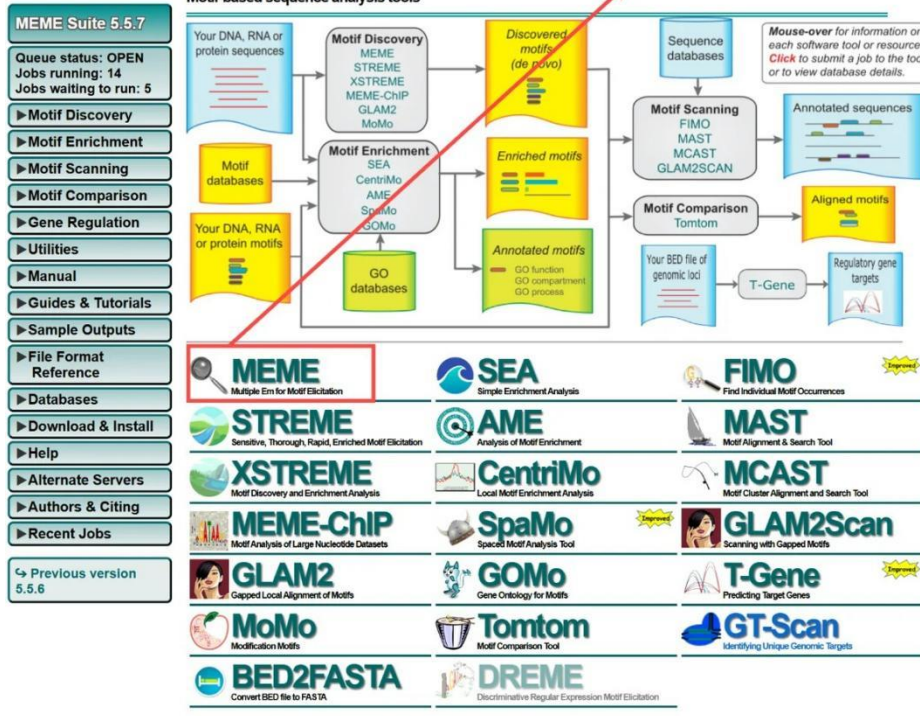 Motif-based sequence analysis tools
MEME Suite 5.5.7
Queue status: OPEN
Jobs running: 14
Jobs waiting to run: 5
▶Motif Discovery
▶Motif Enrichment
▶Motif Scanning
▶Motif Comparison
▶Gene Regulation
▶Utilities
▶Manual
▶Guides & Tutorials
▶Sample Outputs
▶File Format
Reference
▶Databases
▶Download & Install
▶Help
▶Alternate Servers
▶Authors & Citing
▶Recent Jobs
↪ Previous version
5.5.6
Your DNA, RNA or
protein sequences
Motif Discovery
MEME
STREME
XSTREME
MEME-ChIP
GLAM2
MoMo
Discovered
motifs
(de novo)
Sequence
databases
Mouse-over for information on
each software tool or resource
Click to submit a job to the tool
or to view database details.
Motif
databases
Motif Enrichment
SEA
CentriMo
AME
SpaMo
GOMo
Enriched motifs
Motif Scanning
FIMO
MAST
MCAST
GLAM2SCAN
Annotated sequences
Your DNA, RNA
or protein motifs
GO
databases
Annotated motifs
GO function
GO compartment
GO process
Motif Comparison
Tomtom
Aligned motifs
Your BED file of
genomic loci
T-Gene
Regulatory gene
targets
MEME
Multiple Em for Motif Elicitation
SEA
Simple Enrichment Analysis
FIMO
Find Individual Motif Occurrences
Improved
STREME
Sensitive, Thorough, Rapid, Enriched Motif Elicitation
AME
Analysis of Motif Enrichment
MAST
Motif Alignment & Search Tool
XSTREME
Motif Discovery and Enrichment Analysis
CentriMo
Local Motif Enrichment Analysis
MCAST
Motif Cluster Alignment and Search Tool
MEME-ChIP
Motif Analysis of Large Nucleotide Datasets
SpaMo
Spaced Motif Analysis Tool
Improved
GLAM2Scan
Scanning with Gapped Motifs
GLAM2
Gapped Local Alignment of Motifs
GOMo
Gene Ontology for Motifs
T-Gene
Predicting Target Genes
Improved
MoMo
Modification Motifs
Tomtom
Motif Comparison Tool
GT-Scan
Identifying Unique Genomic Targets
BED2FASTA
Convert BED file to FASTA
DREME
Discriminative Regular Expression Motif Elicitation